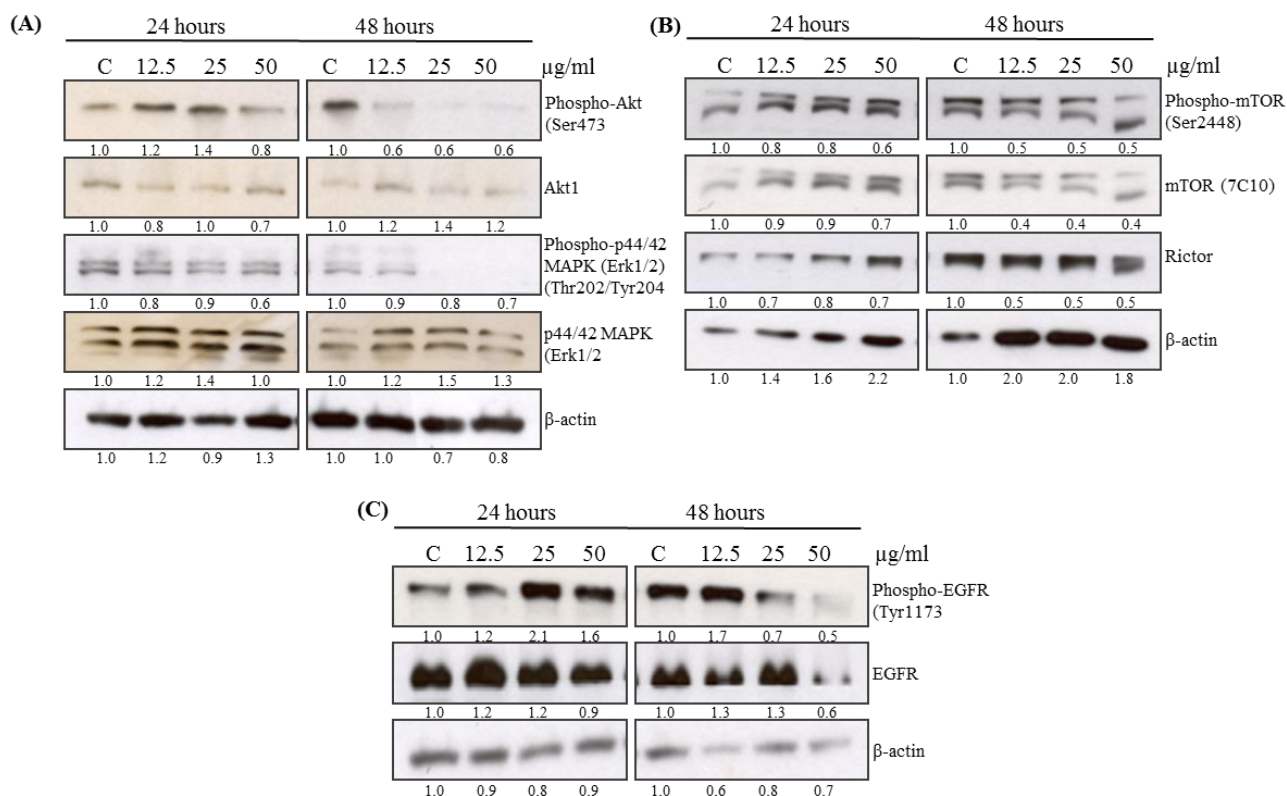 (A)
24 hours 48 hours
C 12.5 25 50 C 12.5 25 50 µg/ml
Phospho-Akt
(Ser473
1.0 1.2 1.4 0.8 1.0 0.6 0.6 0.6
Akt1
1.0 0.8 1.0 0.7 1.0 1.2 1.4 1.2
Phospho-p44/42
MAPK (Erk1/2)
(Thr202/Tyr204
1.0 0.8 0.9 0.6 1.0 0.9 0.8 0.7
p44/42 MAPK
(Erk1/2
1.0 1.2 1.4 1.0 1.0 1.2 1.5 1.3
β-actin
1.0 1.2 0.9 1.3 1.0 1.0 0.7 0.8
(B)
24 hours 48 hours
C 12.5 25 50 C 12.5 25 50 µg/ml
Phospho-mTOR
(Ser2448)
1.0 0.8 0.8 0.6 1.0 0.5 0.5 0.5
mTOR (7C10)
1.0 0.9 0.9 0.7 1.0 0.4 0.4 0.4
Rictor
1.0 0.7 0.8 0.7 1.0 0.5 0.5 0.5
β-actin
1.0 1.4 1.6 2.2 1.0 2.0 2.0 1.8
(C)
24 hours 48 hours
C 12.5 25 50 C 12.5 25 50 µg/ml
Phospho-EGFR
(Tyr1173
1.0 1.2 2.1 1.6 1.0 1.7 0.7 0.5
EGFR
1.0 1.2 1.2 0.9 1.0 1.3 1.3 0.6
β-actin
1.0 0.9 0.8 0.9 1.0 0.6 0.8 0.7